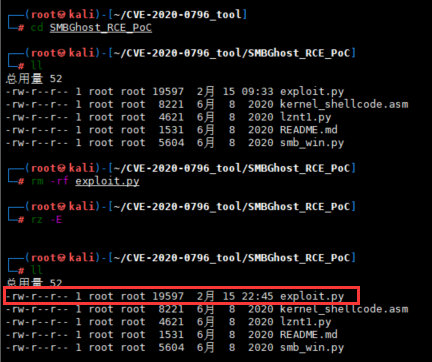 (root㉿kali)-[~/CVE-2020-0796_tool]
# cd SMBGhost_RCE_PoC
(root㉿kali)-[~/CVE-2020-0796_tool/SMBGhost_RCE_PoC]
# ll
总用量 52
-rw-r--r-- 1 root root 19597 2月 15 09:33 exploit.py
-rw-r--r-- 1 root root 8221 6月 8 2020 kernel_shellcode.asm
-rw-r--r-- 1 root root 4621 6月 8 2020 lznt1.py
-rw-r--r-- 1 root root 1531 6月 8 2020 README.md
-rw-r--r-- 1 root root 5604 6月 8 2020 smb_win.py
(root㉿kali)-[~/CVE-2020-0796_tool/SMBGhost_RCE_PoC]
# rm -rf exploit.py
(root㉿kali)-[~/CVE-2020-0796_tool/SMBGhost_RCE_PoC]
# rz -E
(root㉿kali)-[~/CVE-2020-0796_tool/SMBGhost_RCE_PoC]
# ll
总用量 52
-rw-r--r-- 1 root root 19597 2月 15 22:45 exploit.py
-rw-r--r-- 1 root root 8221 6月 8 2020 kernel_shellcode.asm
-rw-r--r-- 1 root root 4621 6月 8 2020 lznt1.py
-rw-r--r-- 1 root root 1531 6月 8 2020 README.md
-rw-r--r-- 1 root root 5604 6月 8 2020 smb_win.py